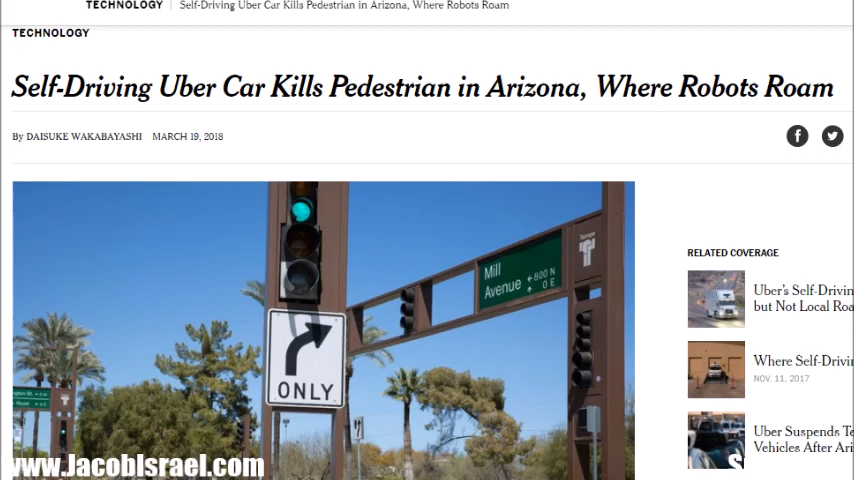 TECHNOLOGY | Self-Driving Uber Car Kills Pedestrian in Arizona, Where Robots Roam
TECHNOLOGY
Self-Driving Uber Car Kills Pedestrian in Arizona, Where Robots Roam
By DAISUKE WAKABAYASHI MARCH 19, 2018
Tempe
Mill
Avenue
800 N
0 E
ONLY
RELATED COVERAGE
Uber's Self-Drivin
but Not Local Roa
Where Self-Drivi
NOV. 11, 2017
Uber Suspends Te
Vehicles After Ari
www.JacobIsrael.com
S